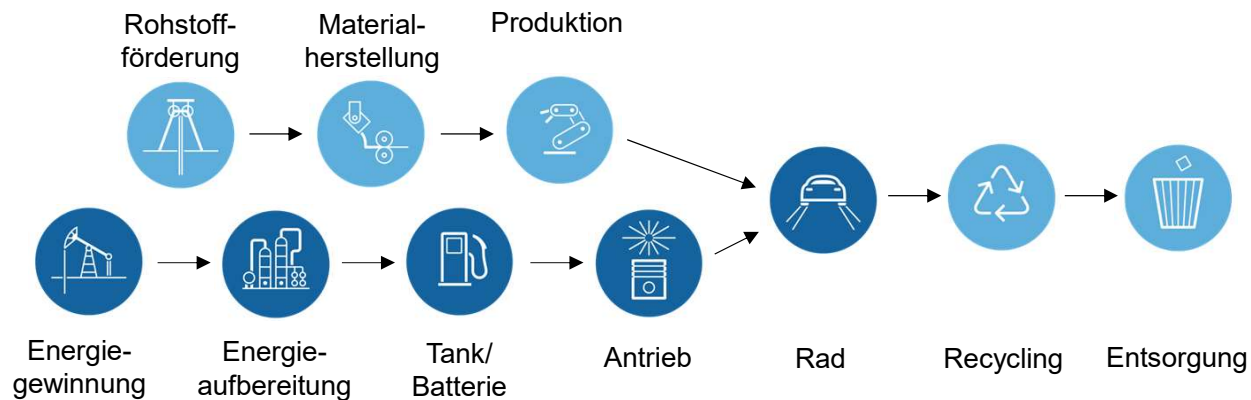 Rohstoff-
förderung
Material-
herstellung
Produktion
Energie-
gewinnung
Energie-
aufbereitung
Tank/
Batterie
Antrieb
Rad
Recycling
Entsorgung